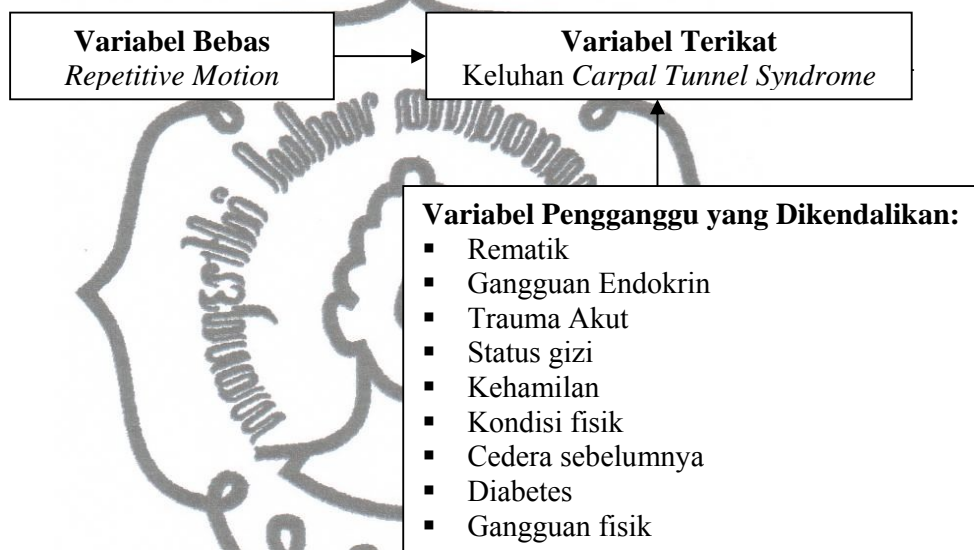 Variabel Bebas
Repetitive Motion
Variabel Terikat
Keluhan Carpal Tunnel Syndrome
Variabel Pengganggu yang Dikendalikan:
▪ Rematik
▪ Gangguan Endokrin
▪ Trauma Akut
▪ Status gizi
▪ Kehamilan
▪ Kondisi fisik
▪ Cedera sebelumnya
▪ Diabetes
▪ Gangguan fisik